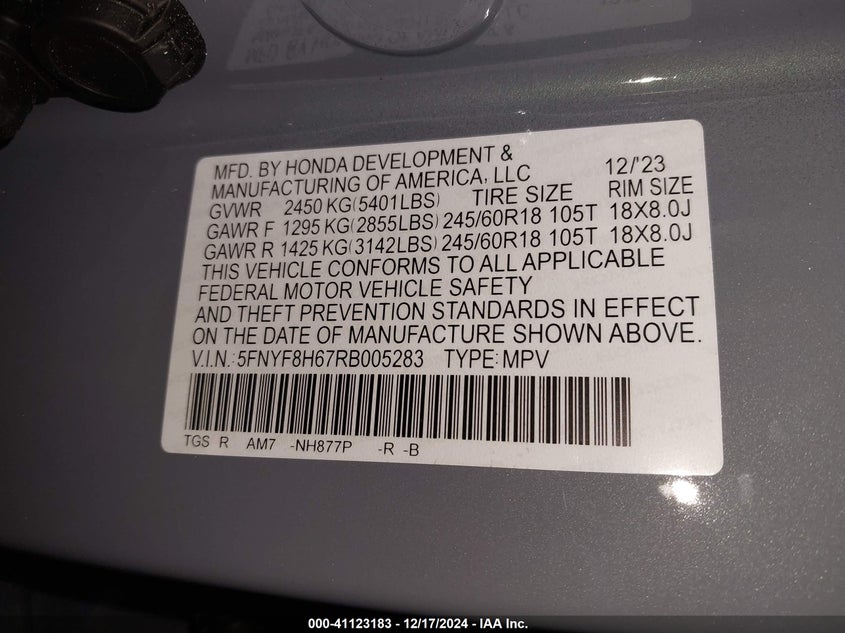 MFD. BY HONDA DEVELOPMENT &
MANUFACTURING OF AMERICA, LLC 12/'23
GVWR 2450 KG(5401LBS) TIRE SIZE RIM SIZE
GAWR F 1295 KG(2855LBS) 245/60R18 105T 18X8.0J
GAWR R 1425 KG(3142LBS) 245/60R18 105T 18X8.0J
THIS VEHICLE CONFORMS TO ALL APPLICABLE
FEDERAL MOTOR VEHICLE SAFETY
AND THEFT PREVENTION STANDARDS IN EFFECT
ON THE DATE OF MANUFACTURE SHOWN ABOVE.
V.I.N.: 5FNYF8H67RB005283 TYPE: MPV
TGS R AM7 -NH877P -R -B
000-41123183 - 12/17/2024 - IAA Inc.